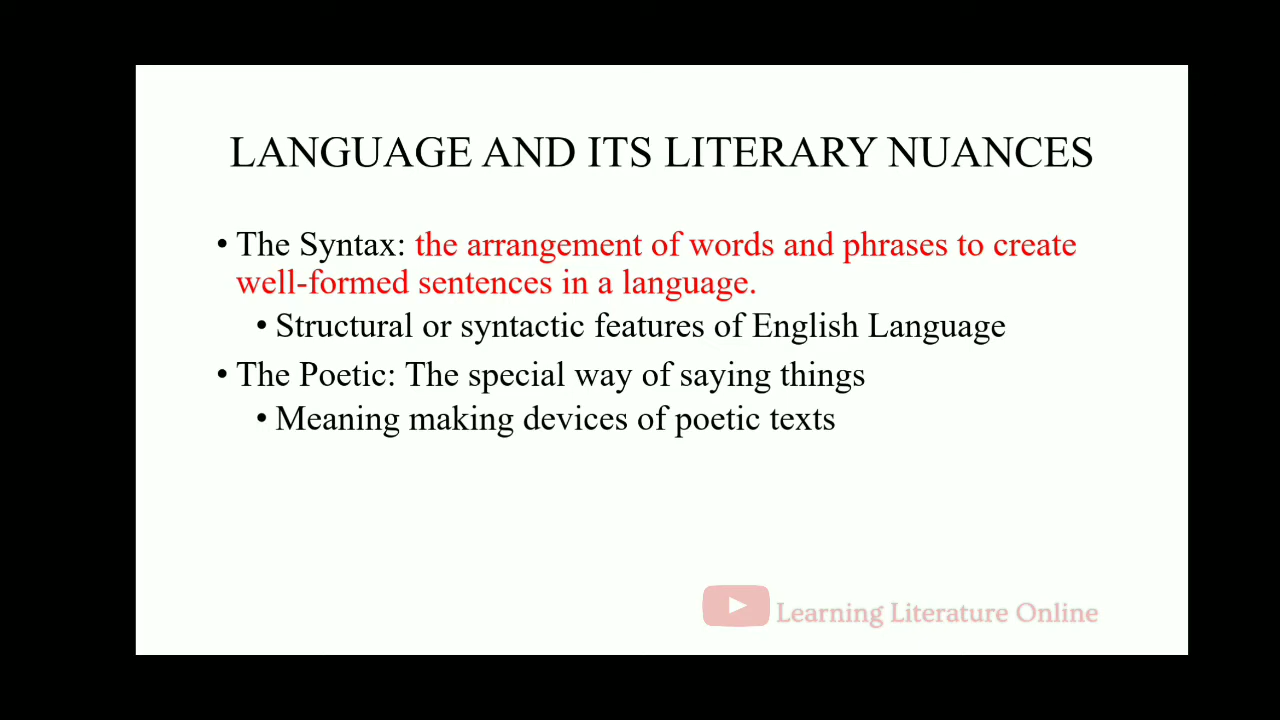 LANGUAGE AND ITS LITERARY NUANCES
• The Syntax: the arrangement of words and phrases to create
well-formed sentences in a language.
• Structural or syntactic features of English Language
• The Poetic: The special way of saying things
• Meaning making devices of poetic texts
Learning Literature Online